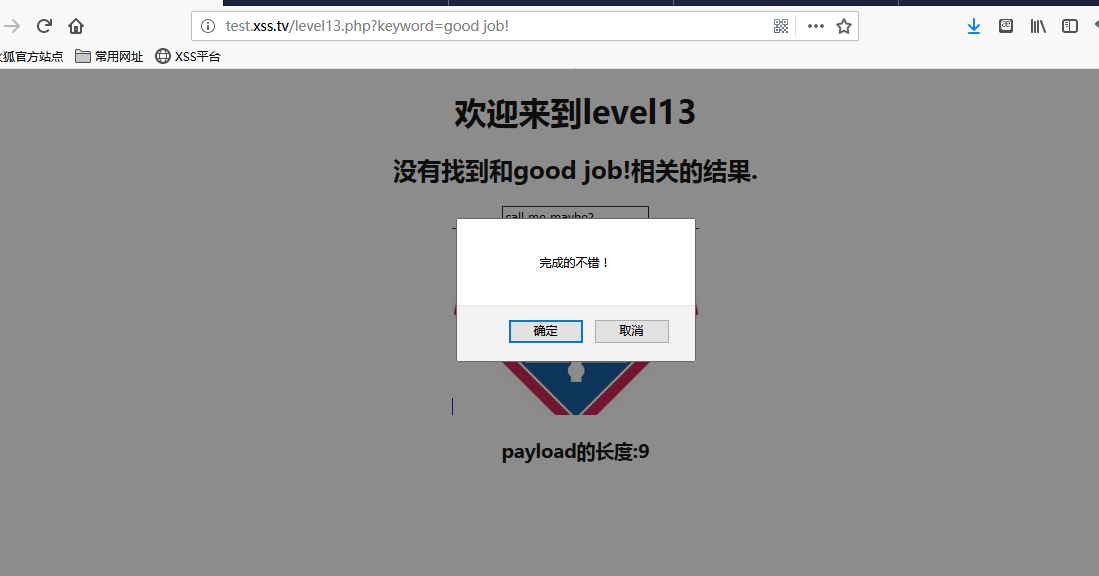 test.xss.tv/level13.php?keyword=good job!
狐官方站点 常用网址 XSS平台
欢迎来到level13
没有找到和good job!相关的结果.
call me maybe?
完成的不错！
确定 取消
payload的长度:9